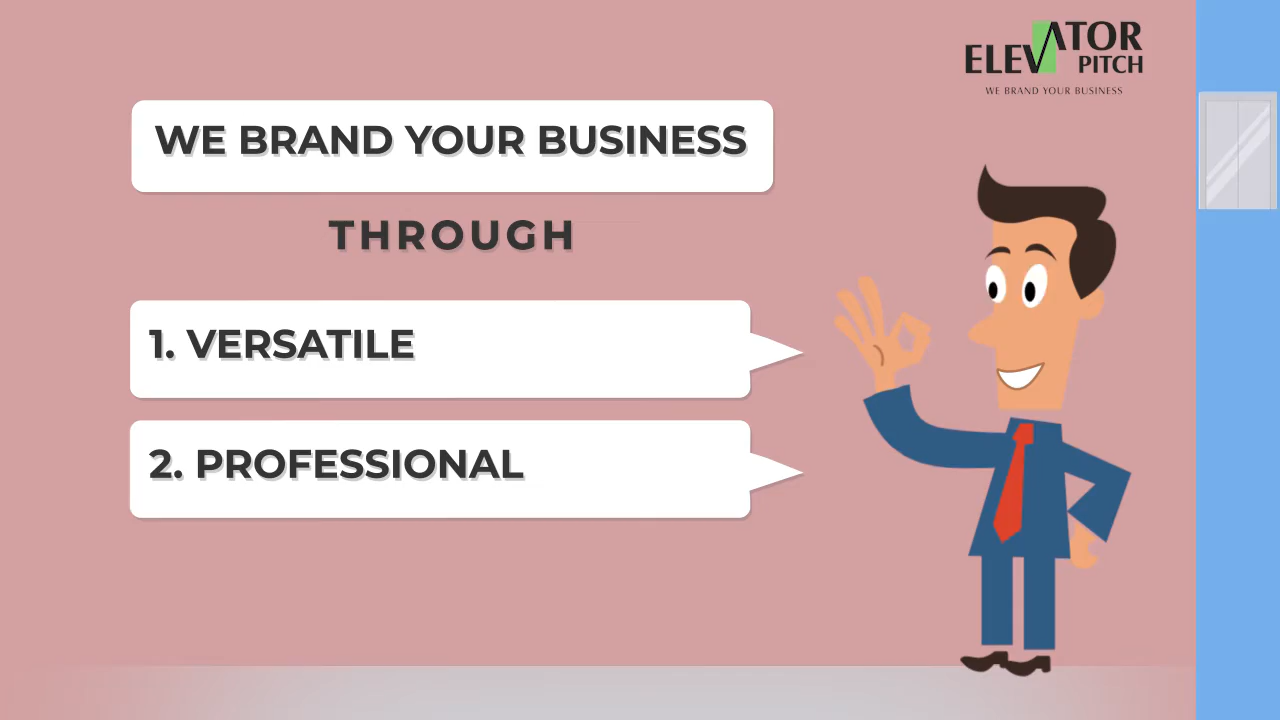 ELEVATOR
PITCH
WE BRAND YOUR BUSINESS
WE BRAND YOUR BUSINESS
THROUGH
1. VERSATILE
2. PROFESSIONAL